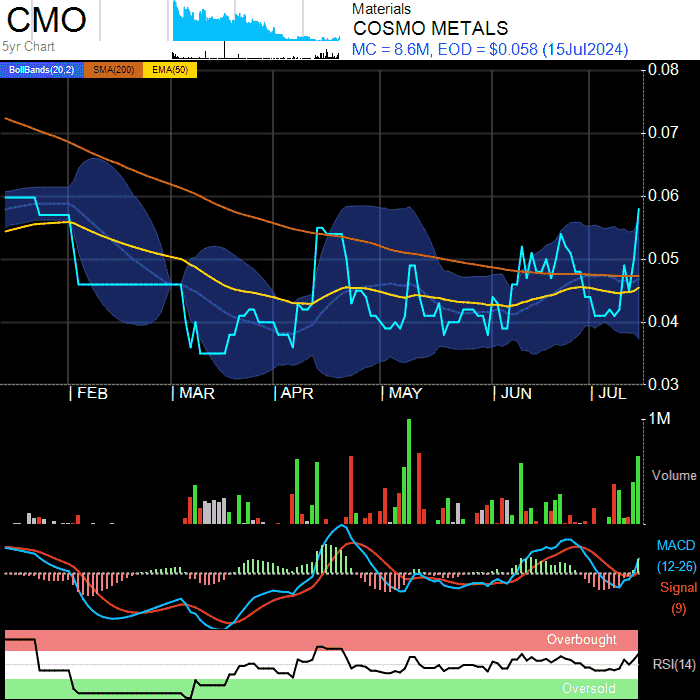 CMO
5yr Chart
Materials
COSMO METALS
MC = 8.6M, EOD = $0.058 (15Jul2024)
BollBands(20,2) SMA(200) EMA(50)
0.08
0.07
0.06
0.05
0.04
0.03
FEB MAR APR MAY JUN JUL
1M
Volume
MACD
(12-26)
Signal
(9)
Overbought
RSI(14)
Oversold